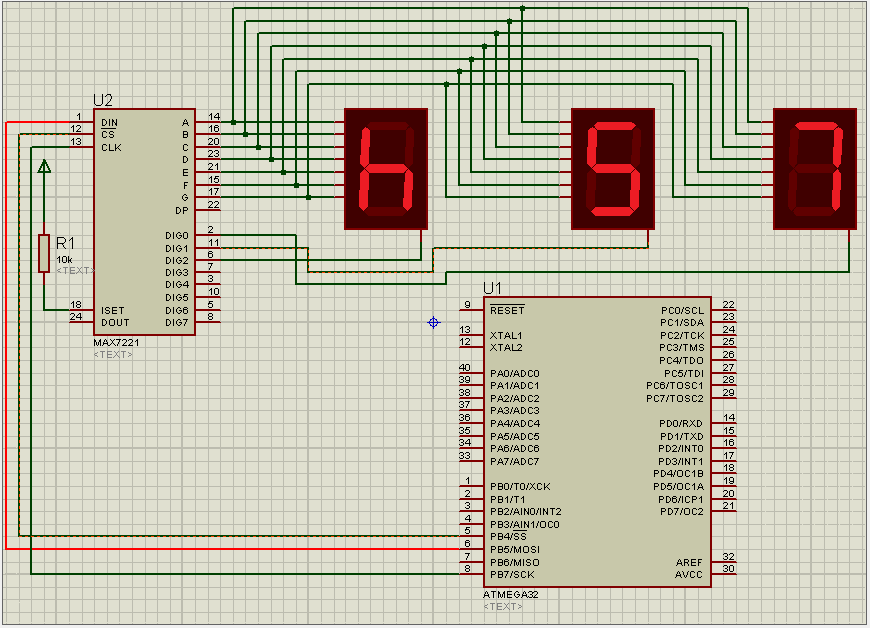 U2
1 DIN A 14
12 CS B 16
13 CLK C 20
D 23
E 21
F 15
G 17
DP 22
DIG0 2
DIG1 11
DIG2 6
DIG3 7
DIG4 3
DIG5 10
18 ISET DIG6 5
24 DOUT DIG7 8
MAX7221
<TEXT>
R1
10k
<TEXT>
h
5
7
U1
9 RESET PC0/SCL 22
PC1/SDA 23
13 XTAL1 PC2/TCK 24
12 XTAL2 PC3/TMS 25
PC4/TDO 26
40 PA0/ADC0 PC5/TDI 27
39 PA1/ADC1 PC6/TOSC1 28
38 PA2/ADC2 PC7/TOSC2 29
37 PA3/ADC3
36 PA4/ADC4 PD0/RXD 14
35 PA5/ADC5 PD1/TXD 15
34 PA6/ADC6 PD2/INT0 16
33 PA7/ADC7 PD3/INT1 17
PD4/OC1B 18
1 PB0/T0/XCK PD5/OC1A 19
2 PB1/T1 PD6/ICP1 20
3 PB2/AIN0/INT2 PD7/OC2 21
4 PB3/AIN1/OC0
5 PB4/SS
6 PB5/MOSI
7 PB6/MISO AREF 32
8 PB7/SCK AVCC 30
ATMEGA32
<TEXT>